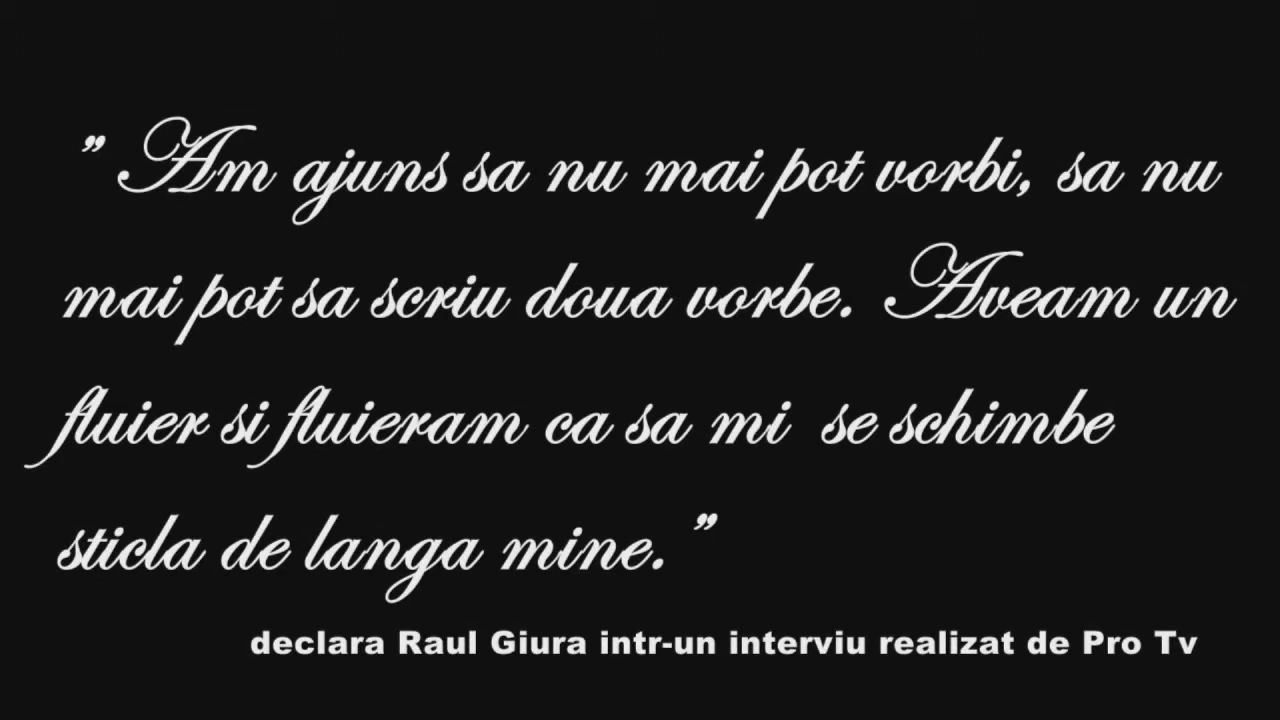 ” Am ajuns sa nu mai pot vorbi, sa nu
mai pot sa scriu doua vorbe. Aveam un
fluier si fluieram ca sa mi se schimbe
sticla de langa mine.”
declara Raul Giura intr-un interviu realizat de Pro Tv